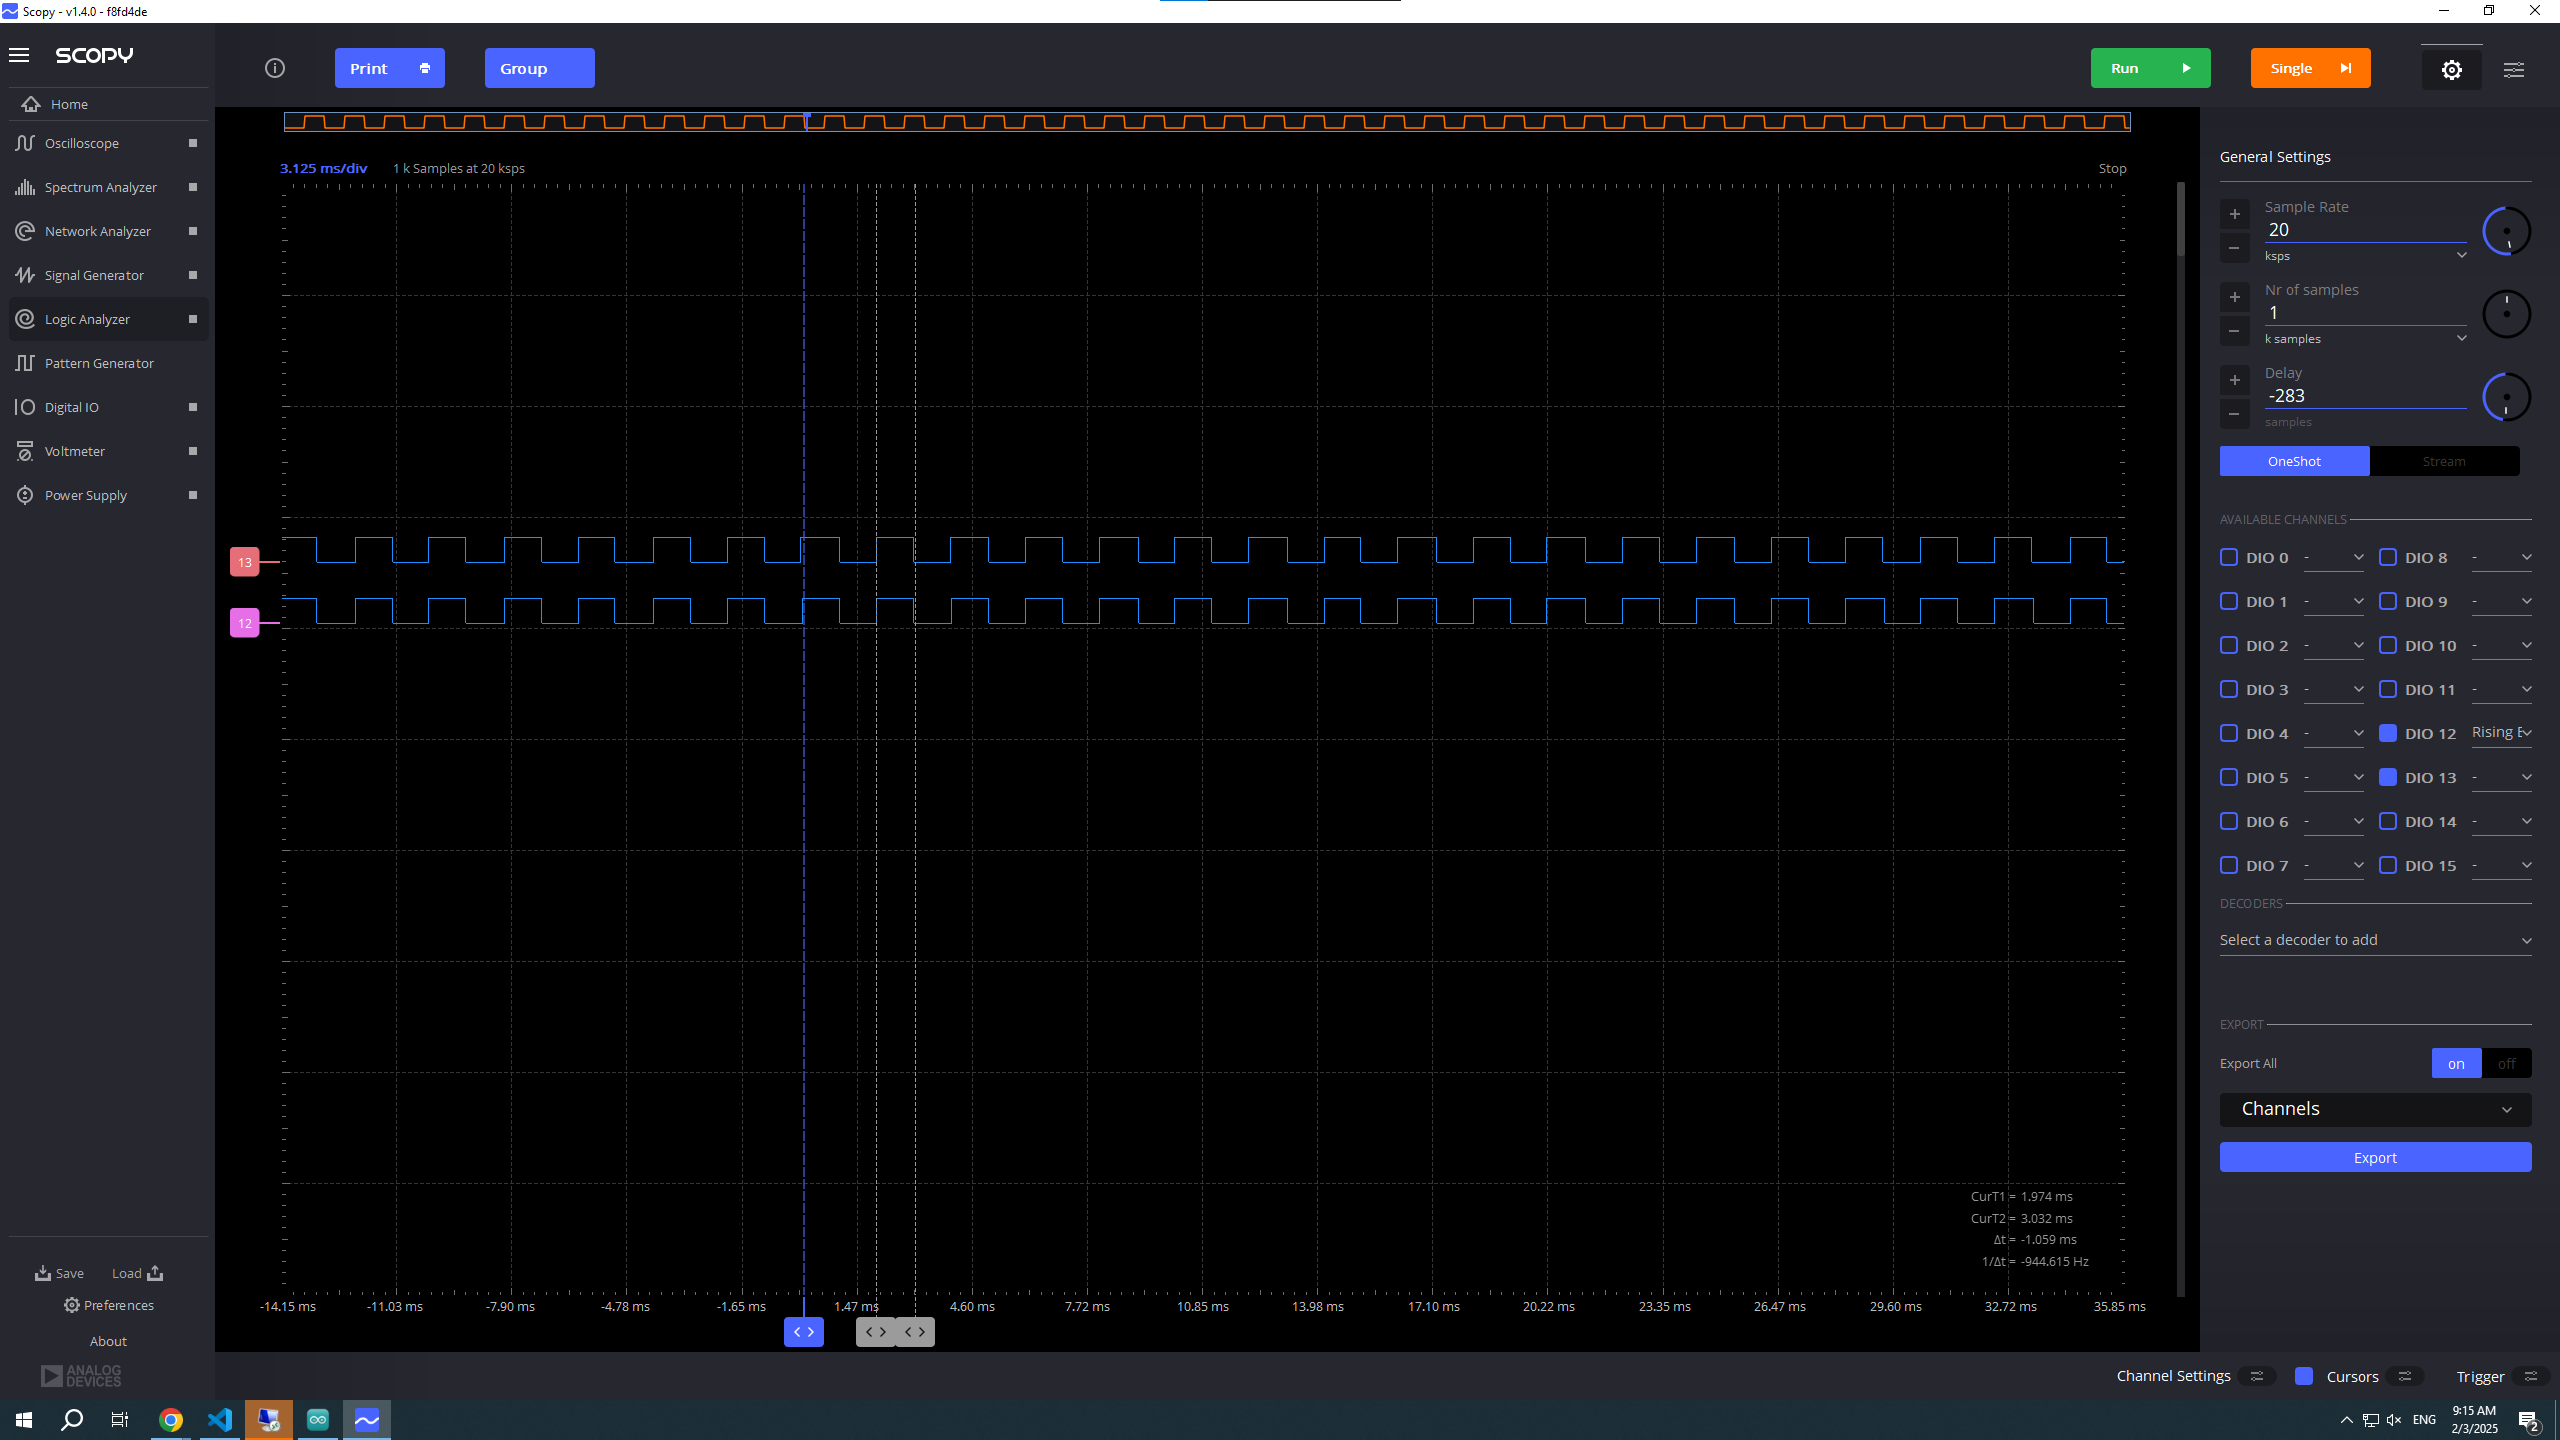 Scopy - v1.4.0 - f8fd4de
SCOPY
Print
Group
Run
Single
Home
Oscilloscope
Spectrum Analyzer
Network Analyzer
Signal Generator
Logic Analyzer
Pattern Generator
Digital IO
Voltmeter
Power Supply
3.125 ms/div 1 k Samples at 20 ksps Stop
13
12
CurT1 = 1.974 ms
CurT2 = 3.032 ms
Δt = -1.059 ms
1/Δt = -944.615 Hz
-14.15 ms -11.03 ms -7.90 ms -4.78 ms -1.65 ms 1.47 ms 4.60 ms 7.72 ms 10.85 ms 13.98 ms 17.10 ms 20.22 ms 23.35 ms 26.47 ms 29.60 ms 32.72 ms 35.85 ms
General Settings
Sample Rate
20
ksps
Nr of samples
1
k samples
Delay
-283
samples
OneShot Stream
AVAILABLE CHANNELS
DIO 0 - DIO 8 -
DIO 1 - DIO 9 -
DIO 2 - DIO 10 -
DIO 3 - DIO 11 -
DIO 4 - DIO 12 Rising E
DIO 5 - DIO 13 -
DIO 6 - DIO 14 -
DIO 7 - DIO 15 -
DECODERS
Select a decoder to add
EXPORT
Export All on off
Channels
Export
Save Load
Preferences
About
ANALOG
DEVICES
Channel Settings Cursors Trigger
ENG
9:15 AM
2/3/2025
2